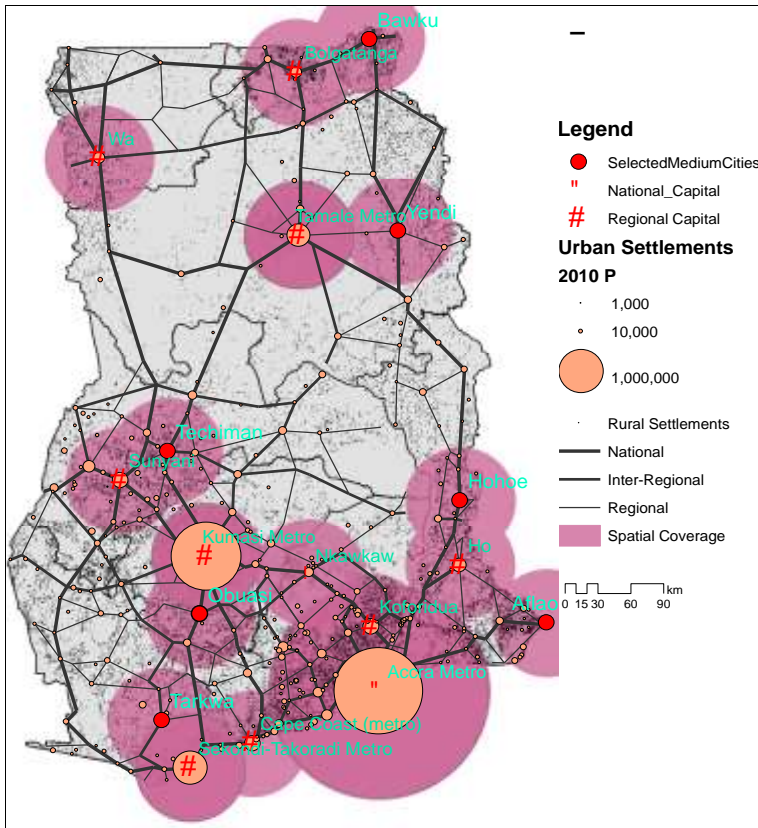 Bawku
Bolgatanga
Wa
Tamale Metro
Yendi
Techiman
Sunyani
Hohoe
Kumasi Metro
Nkawkaw
Ho
Obuasi
Koforidua
Aflao
Accra Metro
Tarkwa
Cape Coast (metro)
Sekondi-Takoradi Metro
Legend
SelectedMediumCities
" National_Capital
# Regional Capital
Urban Settlements
2010 P
1,000
10,000
1,000,000
Rural Settlements
National
Inter-Regional
Regional
Spatial Coverage
km
0 15 30 60 90